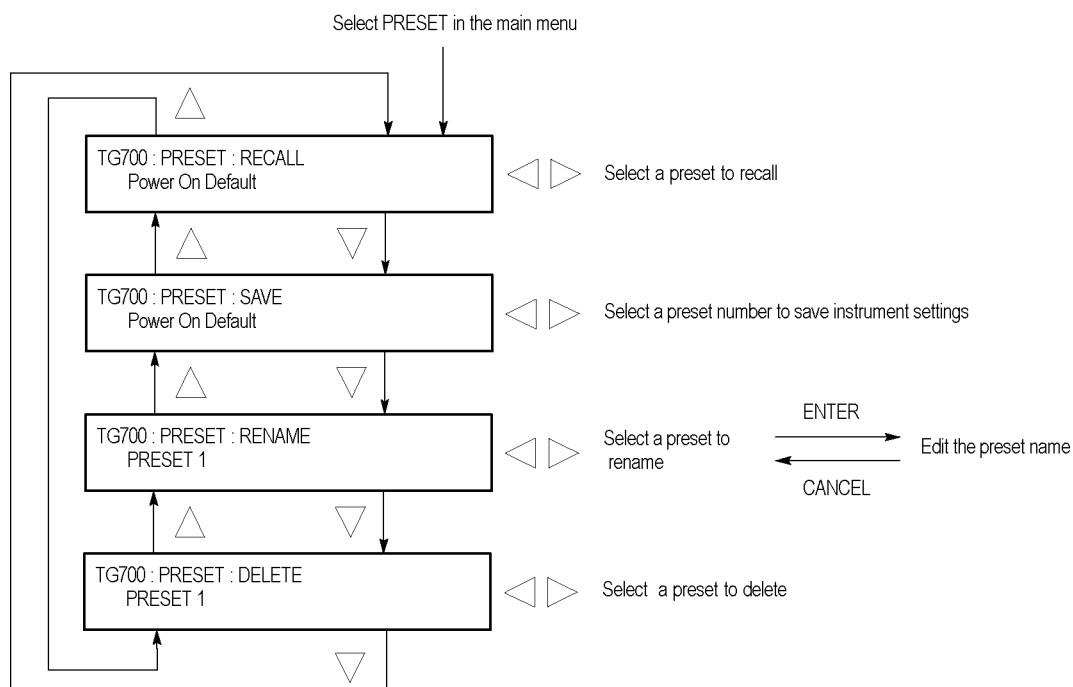 Select PRESET in the main menu
TG700 : PRESET : RECALL
Power On Default
Select a preset to recall
TG700 : PRESET : SAVE
Power On Default
Select a preset number to save instrument settings
TG700 : PRESET : RENAME
PRESET 1
Select a preset to
rename
ENTER
CANCEL
Edit the preset name
TG700 : PRESET : DELETE
PRESET 1
Select a preset to delete